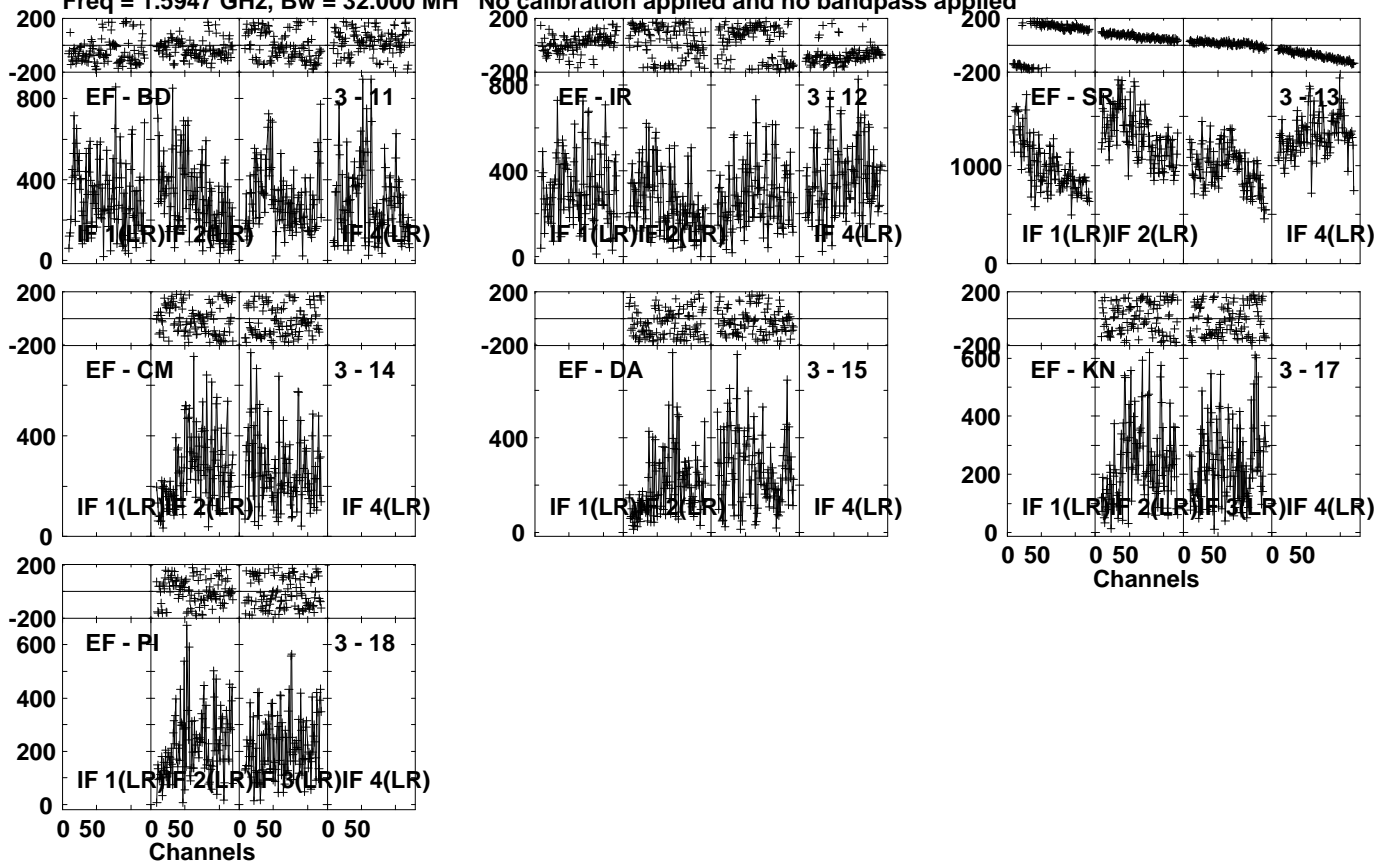 Freq = 1.5947 GHz, Bw = 32.000 MH No calibration applied and no bandpass applied
200
-200
EF - BD 3 - 11
800
400
0
IF 1(LR) IF 2(LR) IF 4(LR)
200
-200
EF - IR 3 - 12
800
400
0
IF 1(LR) IF 2(LR) IF 4(LR)
200
-200
EF - SR 3 - 13
1000
0
IF 1(LR) IF 2(LR) IF 4(LR)
200
-200
EF - CM 3 - 14
400
0
IF 1(LR) IF 2(LR) IF 4(LR)
200
-200
EF - DA 3 - 15
400
0
IF 1(LR) IF 2(LR) IF 4(LR)
200
-200
EF - KN 3 - 17
600
400
200
0
IF 1(LR) IF 2(LR) IF 3(LR) IF 4(LR)
0 50 0 50 0 50 0 50
Channels
200
-200
EF - PI 3 - 18
600
400
200
0
IF 1(LR) IF 2(LR) IF 3(LR) IF 4(LR)
0 50 0 50 0 50 0 50
Channels